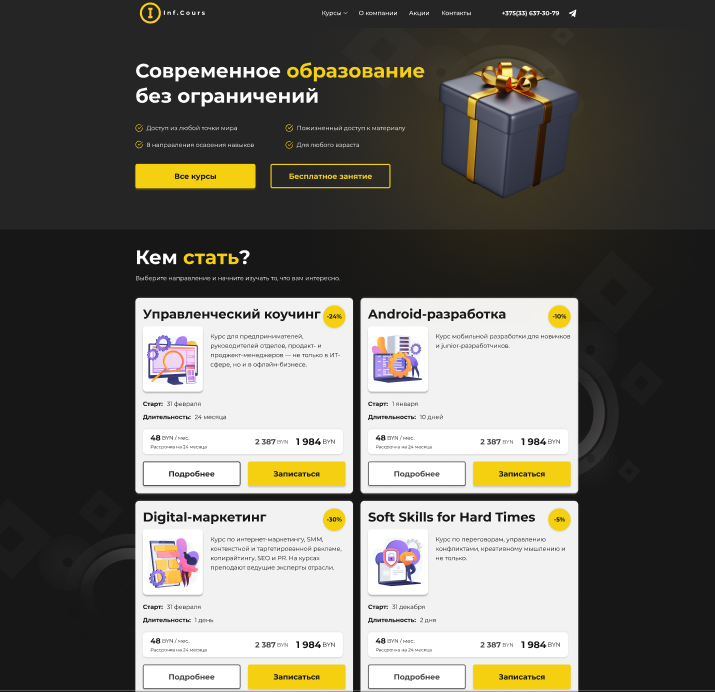 Inf.Cours
Курсы О компании Акции Контакты +375(33) 637-30-79
Современное образование
без ограничений
Доступ из любой точки мира Пожизненный доступ к материалу
8 направления освоения навыков Для любого взраста
Все курсы Бесплатное занятие
Кем стать?
Выберите направление и начните изучать то, что вам интересно.
Управленческий коучинг -24%
Курс для предпринимателей,
руководителей отделов, продакт- и
проджект-менеджеров — не только в ИТ-
сфере, но и в офлайн-бизнесе.
Старт: 31 февраля
Длительность: 24 месяца
48 BYN / мес. 2 387 BYN 1 984 BYN
Рассрочка на 24 месяца
Подробнее Записаться
Android-разработка -10%
Курс мобильной разработки для новичков
и junior-разработчиков.
Старт: 1 января
Длительность: 10 дней
48 BYN / мес. 2 387 BYN 1 984 BYN
Рассрочка на 24 месяца
Подробнее Записаться
Digital-маркетинг -30%
Курс по интернет-маркетингу, SMM,
контекстной и таргетированной рекламе,
копирайтингу, SEO и PR. На курсах
преподают ведущие эксперты отрасли.
Старт: 31 февраля
Длительность: 1 день
48 BYN / мес. 2 387 BYN 1 984 BYN
Рассрочка на 24 месяца
Подробнее Записаться
Soft Skills for Hard Times -5%
Курс по переговорам, управлению
конфликтами, креативному мышлению и
не только.
Старт: 31 декабря
Длительность: 2 дня
48 BYN / мес. 2 387 BYN 1 984 BYN
Рассрочка на 24 месяца
Подробнее Записаться